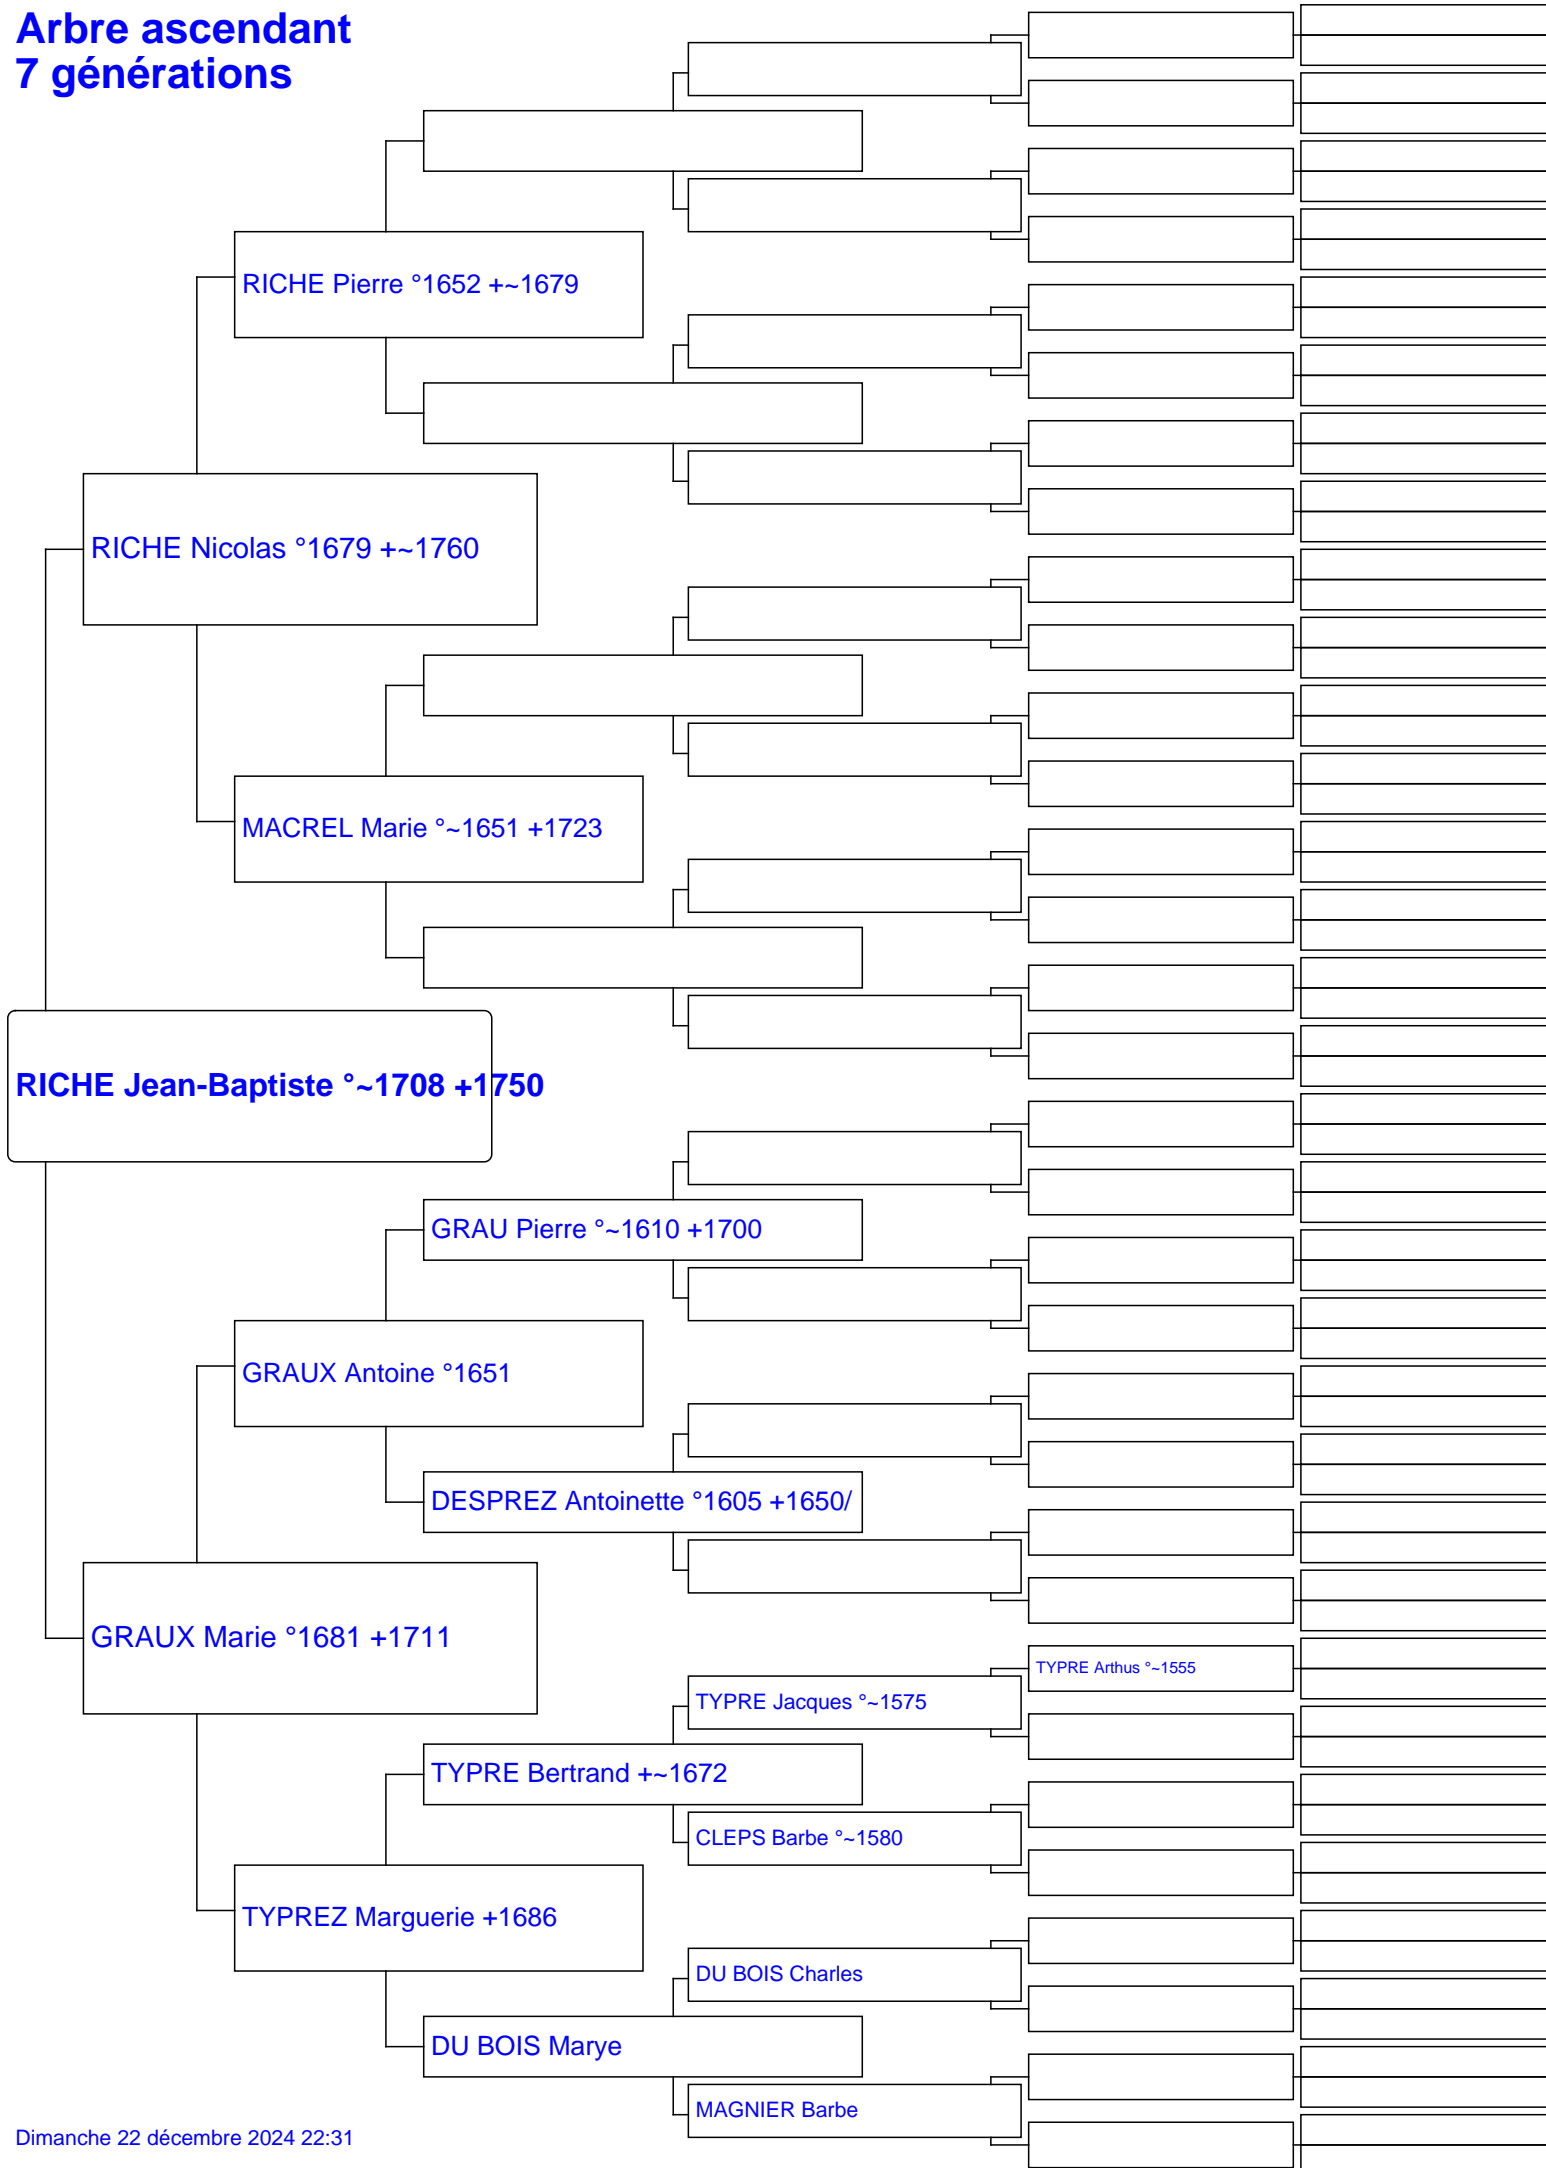 Arbre ascendant
7 générations
RICHE Pierre °1652 +~1679
RICHE Nicolas °1679 +~1760
MACREL Marie °~1651 +1723
RICHE Jean-Baptiste °~1708 +1750
GRAU Pierre °~1610 +1700
GRAUX Antoine °1651
DESPREZ Antoinette °1605 +1650/
GRAUX Marie °1681 +1711
TYPRE Arthus °~1555
TYPRE Jacques °~1575
TYPRE Bertrand +~1672
CLEPS Barbe °~1580
TYPREZ Marguerie +1686
DU BOIS Charles
DU BOIS Marye
MAGNIER Barbe
Dimanche 22 décembre 2024 22:31